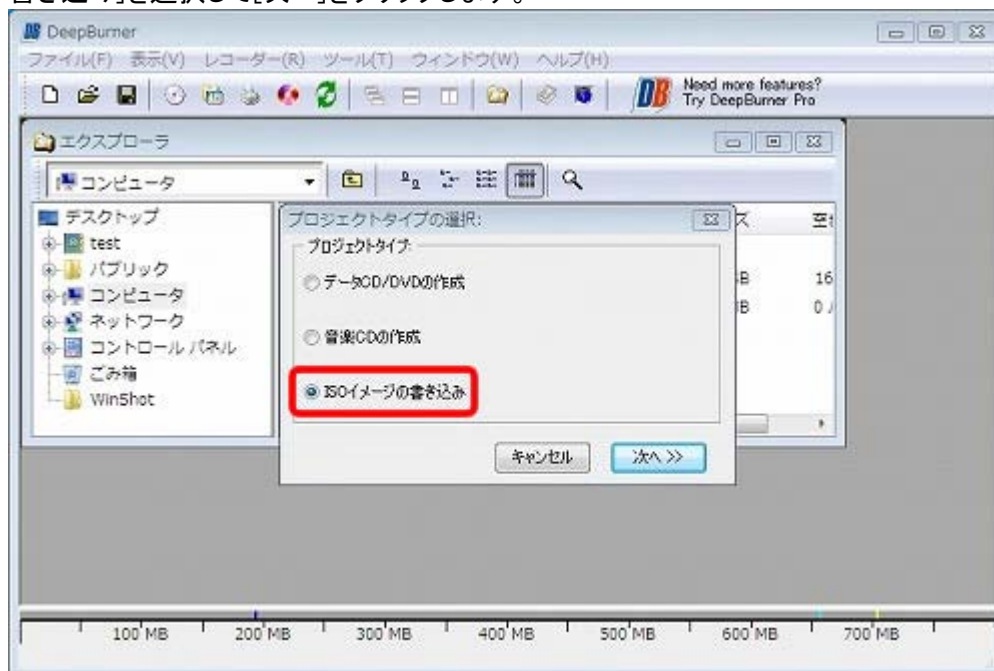 DeepBurner
ファイル(F) 表示(V) レコーダー(R) ツール(T) ウィンドウ(W) ヘルプ(H)
Need more features?
Try DeepBurner Pro
エクスプローラ
コンピュータ
デスクトップ
test
パブリック
コンピュータ
ネットワーク
コントロール パネル
ごみ箱
WinShot
プロジェクトタイプの選択:
プロジェクトタイプ:
データCD/DVDの作成
音楽CDの作成
ISOイメージの書き込み
キャンセル
次へ >>
16
0
100 MB 200 MB 300 MB 400 MB 500 MB 600 MB 700 MB